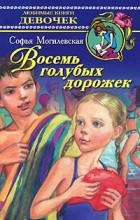 ЛЮБИМЫЕ КНИГИ
ДЕВОЧЕК
Софья Могилевская
Восемь
голубых
дорожек